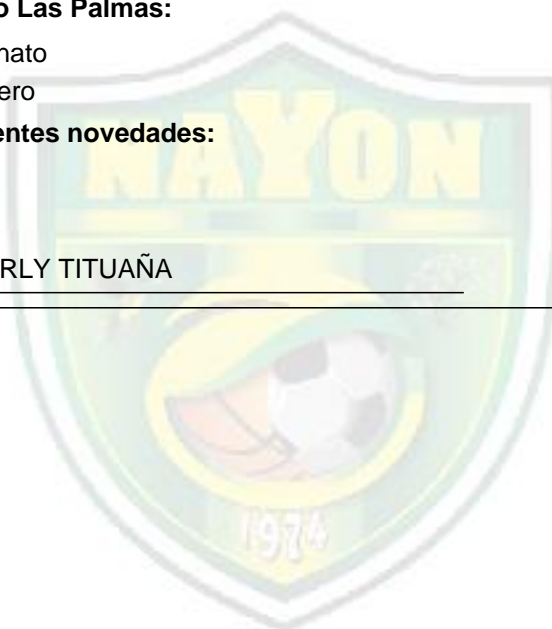 o Las Palmas:
nato
ero
entes novedades:
NAYON
RLY TITUAÑA
1974